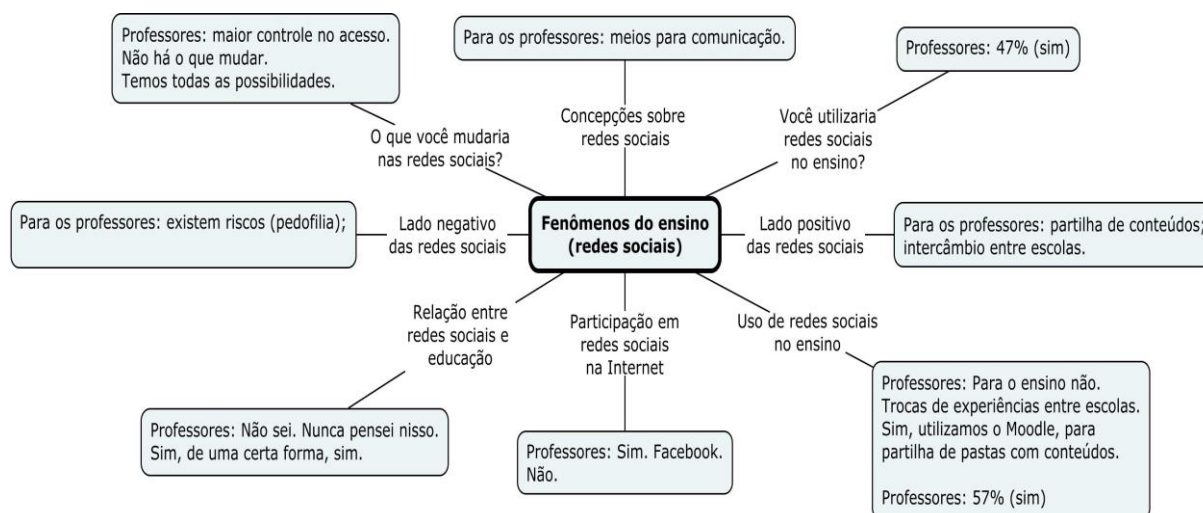 Professores: maior controle no acesso.
Não há o que mudar.
Temos todas as possibilidades.
Para os professores: meios para comunicação.
Professores: 47% (sim)
O que você mudaria
nas redes sociais?
Concepções sobre
redes sociais
Você utilizaria
redes sociais
no ensino?
Para os professores: existem riscos (pedofilia);
Lado negativo
das redes sociais
Fenômenos do ensino
(redes sociais)
Lado positivo
das redes sociais
Para os professores: partilha de conteúdos;
intercâmbio entre escolas.
Relação entre
redes sociais e
educação
Participação em
redes sociais
na Internet
Uso de redes sociais
no ensino
Professores: Não sei. Nunca pensei nisso.
Sim, de uma certa forma, sim.
Professores: Sim. Facebook.
Não.
Professores: Para o ensino não.
Trocas de experiências entre escolas.
Sim, utilizamos o Moodle, para
partilha de pastas com conteúdos.
Professores: 57% (sim)